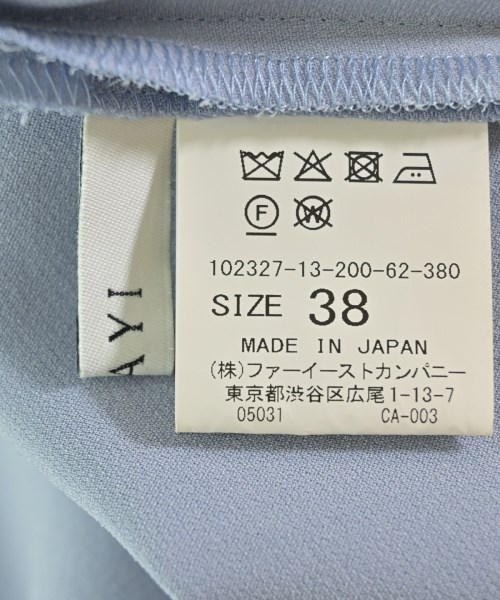 F
W
102327-13-200-62-380
SIZE 38
MADE IN JAPAN
(株)ファーイーストカンパニー
東京都渋谷区広尾1-13-7
05031 CA-003
AYI